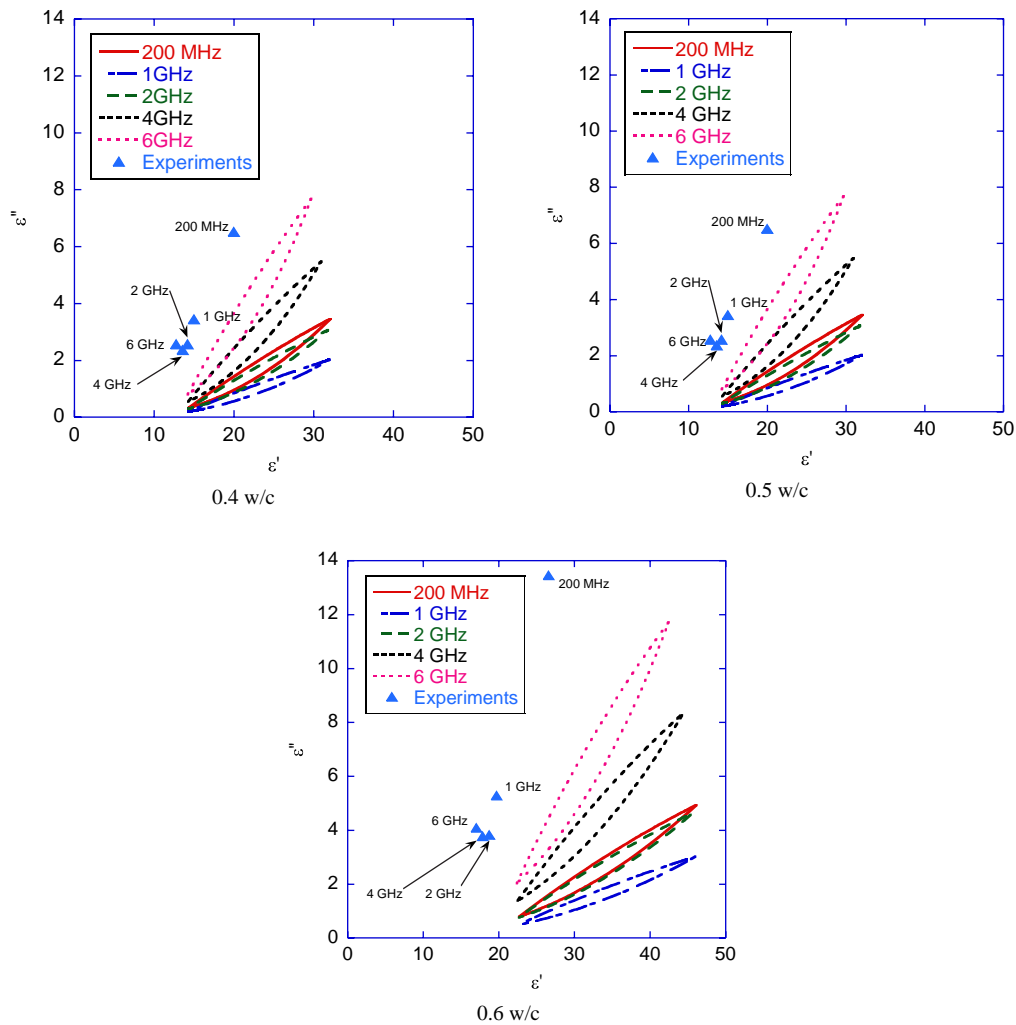 14
12
10
8
6
4
2
0
ε''
200 MHz
1GHz
2GHz
4GHz
6GHz
Experiments
200 MHz
2 GHz
1 GHz
6 GHz
4 GHz
0 10 20 30 40 50
ε'
0.4 w/c
14
12
10
8
6
4
2
0
ε''
200 MHz
1 GHz
2 GHz
4 GHz
6 GHz
Experiments
200 MHz
2 GHz
1 GHz
6 GHz
4 GHz
0 10 20 30 40 50
ε'
0.5 w/c
14
12
10
8
6
4
2
0
ε''
200 MHz
1 GHz
2 GHz
4 GHz
6 GHz
Experiments
200 MHz
1 GHz
6 GHz
4 GHz 2 GHz
0 10 20 30 40 50
ε'
0.6 w/c